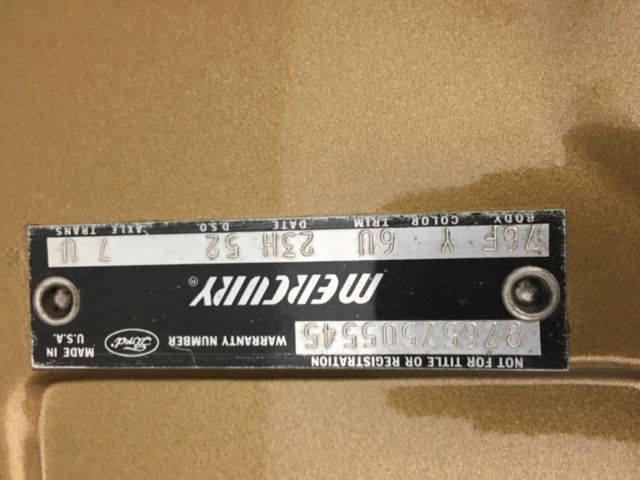 NOT FOR TITLE OR REGISTRATION
8Z65Z505545 WARRANTY NUMBER Ford MADE IN U.S.A.
MERCURY®
76F Y 6U 23H 52 7 U
BODY COLOR TRIM DATE D.S.O. AXLE TRANS